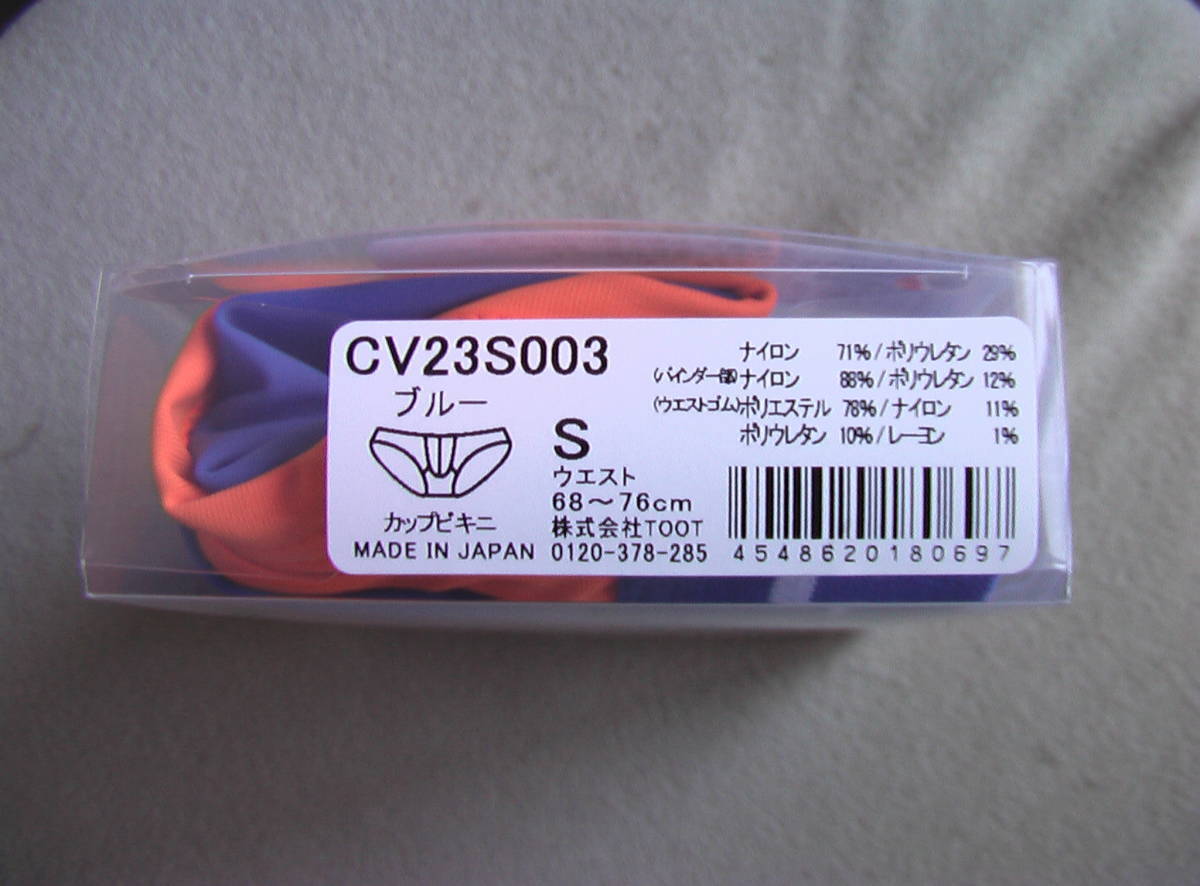 CV23S003
ブルー
カップビキニ
MADE IN JAPAN
S
ウエスト
68～76cm
株式会社TOOT
0120-378-285
ナイロン 71%/ポリウレタン 29%
(バインダー部)ナイロン 88%/ポリウレタン 12%
(ウエストゴム)ポリエステル 78%/ナイロン 11%
ポリウレタン 10%/レーヨン 1%
4548620180697